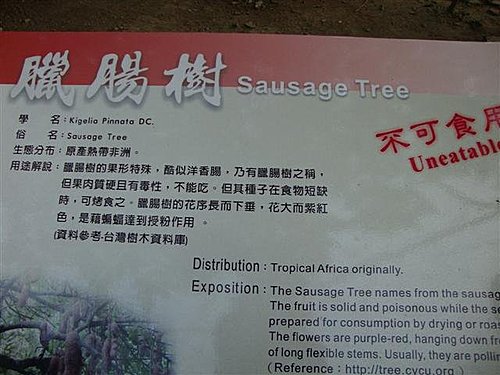 臘腸樹 Sausage Tree
學 名：Kigelia Pinnata DC.
俗 名：Sausage Tree
生態分布：原產熱帶非洲。
用途解說：臘腸樹的果形特殊，酷似洋香腸，乃有臘腸樹之稱，
但果肉質硬且有毒性，不能吃。但其種子在食物短缺
時，可烤食之。臘腸樹的花序長而下垂，花大而紫紅
色，是藉蝙蝠達到授粉作用。
(資料參考-台灣樹木資料庫)
不可食用
Uneatable
Distribution：Tropical Africa originally.
Exposition：The Sausage Tree names from the sausag
The fruit is solid and poisonous while the se
prepared for consumption by drying or roas
The flowers are purple-red, hanging down fr
of long flexible stems. Usually, they are pollin
(Reference：http://tree.cycu.org)